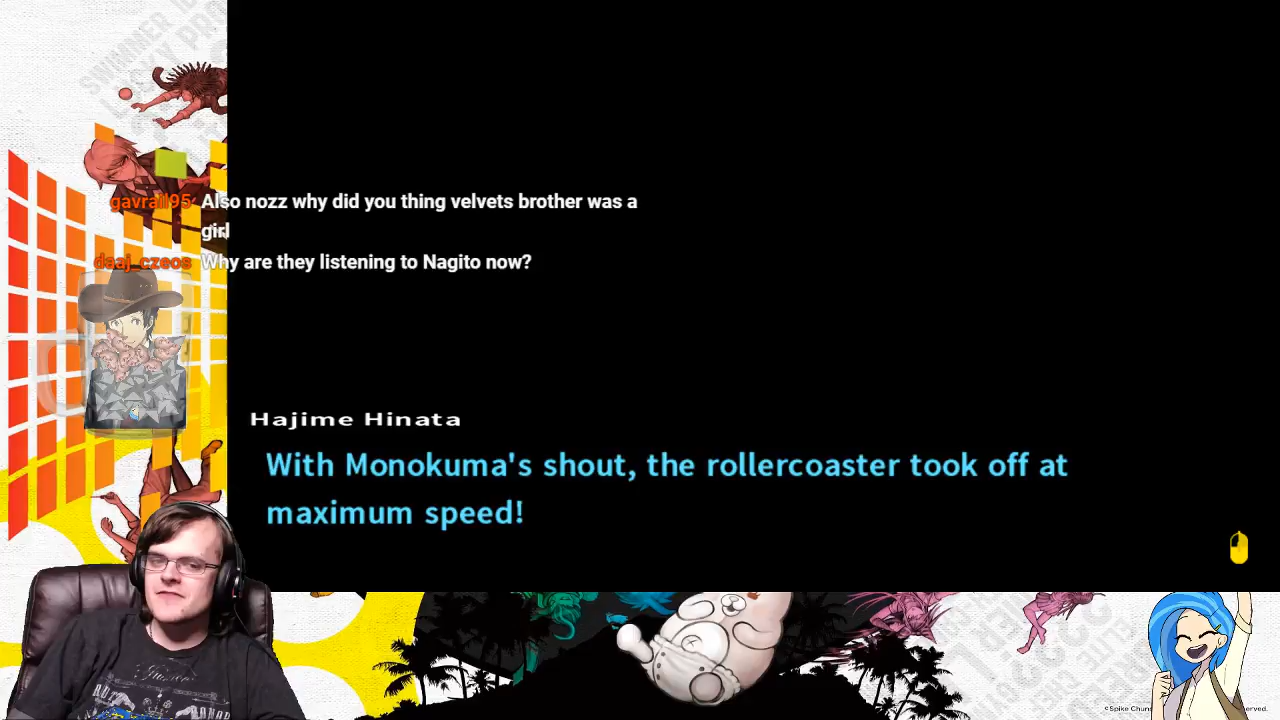 gavrail95: Also nozz why did you thing velvets brother was a
girl
daaj_czeos Why are they listening to Nagito now?
Hajime Hinata
With Monokuma's shout, the rollercoaster took off at
maximum speed!